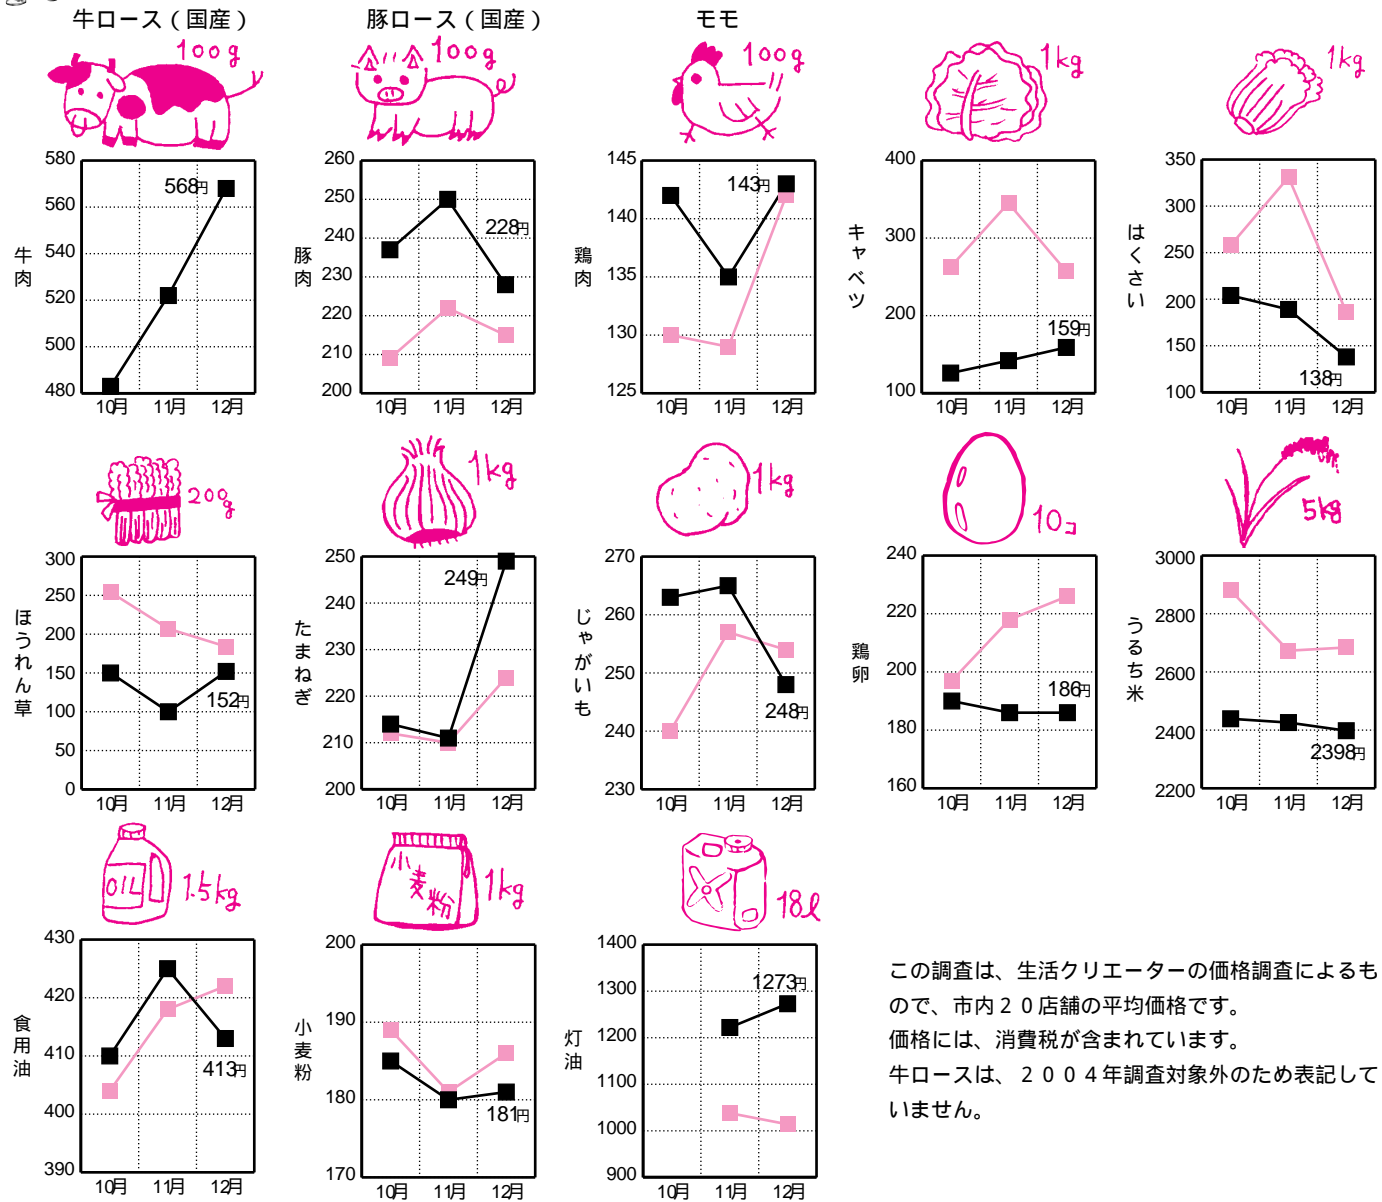 牛ロース（国産）
豚ロース（国産）
モモ
100g
100g
100g
1kg
1kg
牛肉
580
560
540
520
500
480
568円
10月 11月 12月
豚肉
260
250
240
230
220
210
200
228円
10月 11月 12月
鶏肉
145
140
135
130
125
143円
10月 11月 12月
キャベツ
400
300
200
100
159円
10月 11月 12月
はくさい
350
300
250
200
150
100
138円
10月 11月 12月
200g
1kg
1kg
10コ
5kg
ほうれん草
300
250
200
150
100
50
0
152円
10月 11月 12月
たまねぎ
250
240
230
220
210
200
249円
10月 11月 12月
じゃがいも
270
260
250
240
230
248円
10月 11月 12月
鶏卵
240
220
200
180
160
186円
10月 11月 12月
うるち米
3000
2800
2600
2400
2200
2398円
10月 11月 12月
OIL
1.5kg
小麦粉
1kg
18ℓ
食用油
430
420
410
400
390
413円
10月 11月 12月
小麦粉
200
190
180
170
181円
10月 11月 12月
灯油
1400
1300
1200
1100
1000
900
1273円
10月 11月 12月
この調査は、生活クリエーターの価格調査によるも
ので、市内２０店舗の平均価格です。
価格には、消費税が含まれています。
牛ロースは、２００４年調査対象外のため表記して
いません。